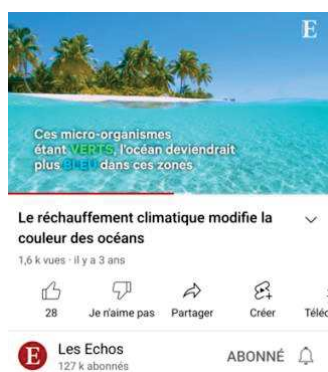 E
Ces micro-organismes
étant VERTS, l'océan deviendrait
plus BLEU dans ces zones
Le réchauffement climatique modifie la
couleur des océans
1,6 k vues · il y a 3 ans
28 Je n'aime pas Partager Créer Téléc
E Les Echos ABONNÉ
127 k abonnés